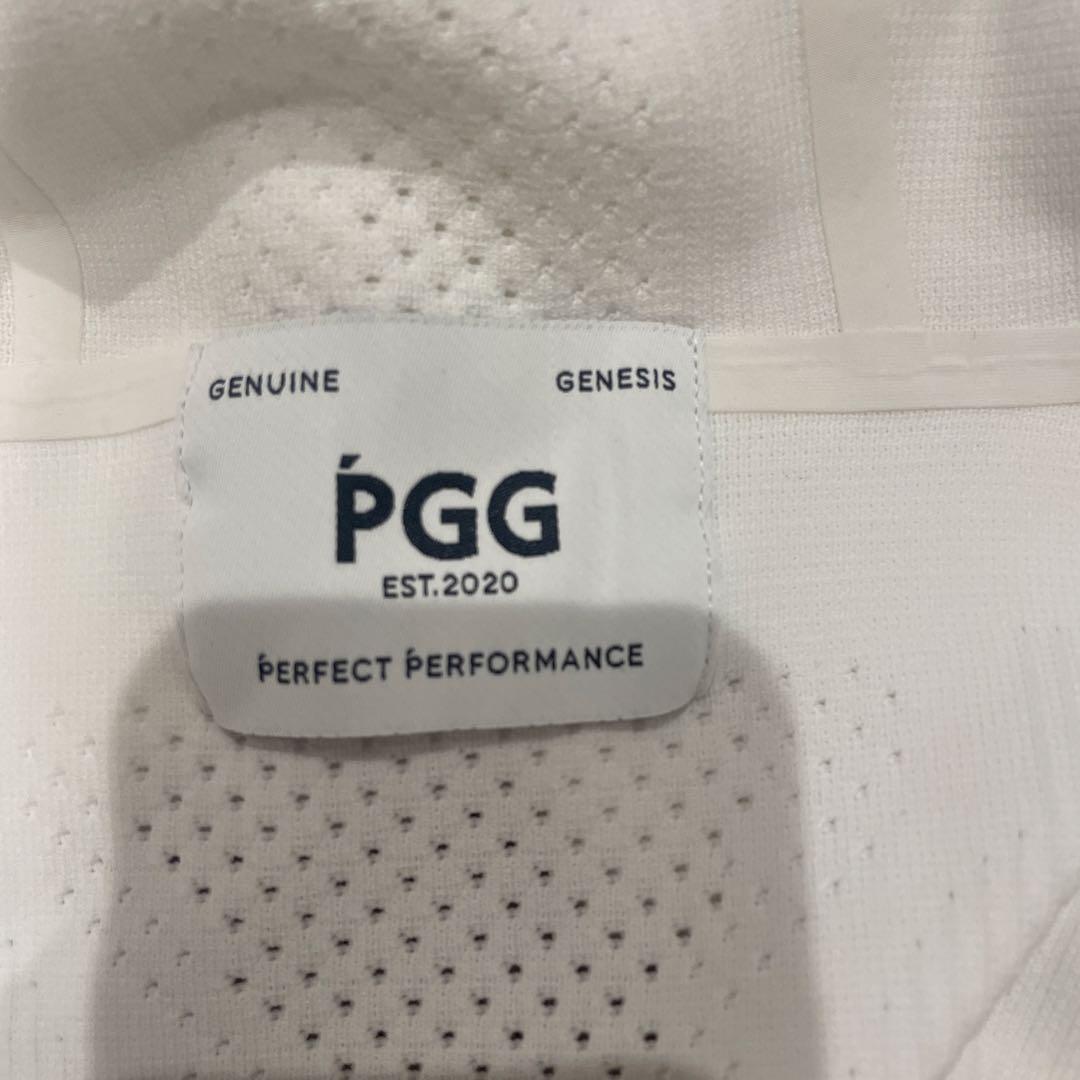 GENUINE GENESIS
ṔGG
EST.2020
ṔERFECT ṔERFORMANCE